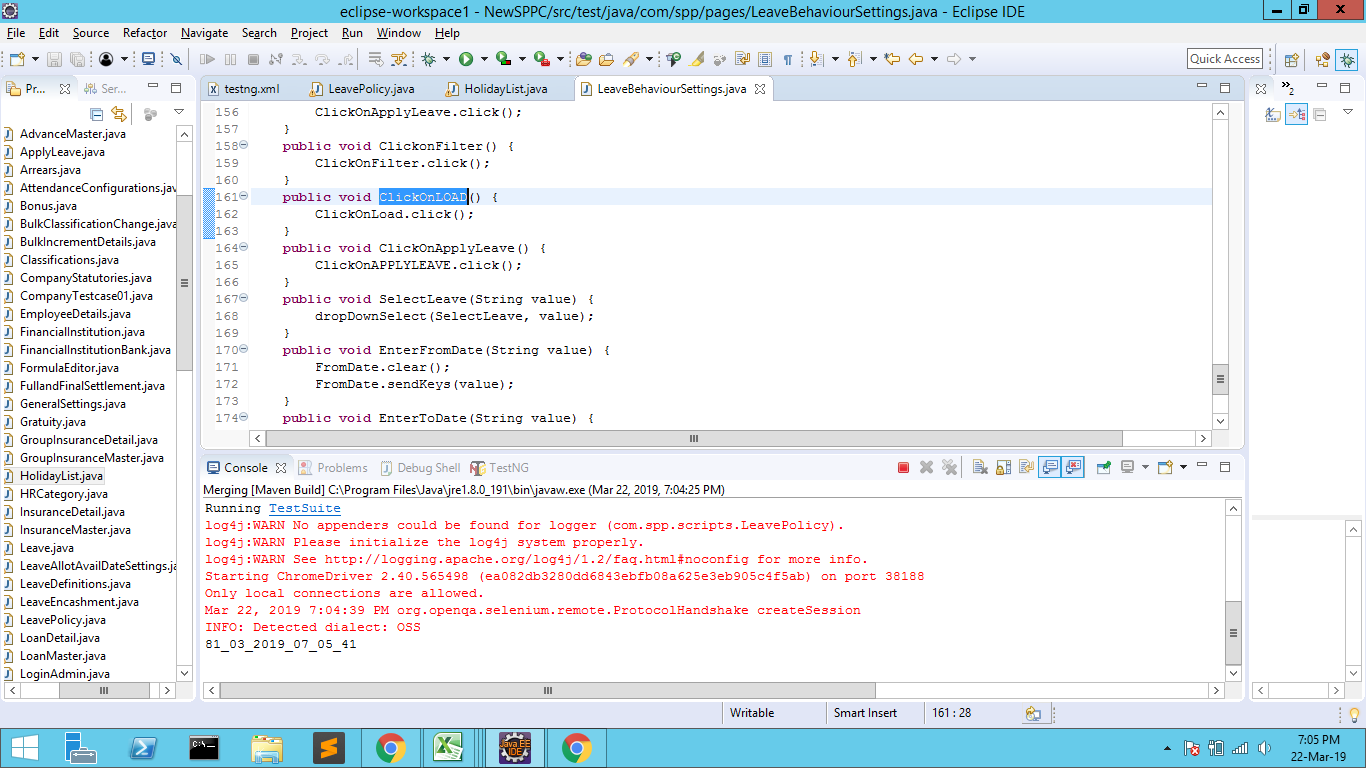 eclipse-workspace1 - NewSPPC/src/test/java/com/spp/pages/LeaveBehaviourSettings.java - Eclipse IDE
File Edit Source Refactor Navigate Search Project Run Window Help
Quick Access
Pr... Ser...
AdvanceMaster.java
ApplyLeave.java
Arrears.java
AttendanceConfigurations.jav
Bonus.java
BulkClassificationChange.java
BulkIncrementDetails.java
Classifications.java
CompanyStatutories.java
CompanyTestcase01.java
EmployeeDetails.java
FinancialInstitution.java
FinancialInstitutionBank.java
FormulaEditor.java
FullandFinalSettlement.java
GeneralSettings.java
Gratuity.java
GroupInsuranceDetail.java
GroupInsuranceMaster.java
HolidayList.java
HRCategory.java
InsuranceDetail.java
InsuranceMaster.java
Leave.java
LeaveAllotAvailDateSettings.ja
LeaveDefinitions.java
LeaveEncashment.java
LeavePolicy.java
LoanDetail.java
LoanMaster.java
LoginAdmin.java
testng.xml LeavePolicy.java HolidayList.java LeaveBehaviourSettings.java
»2
156 ClickOnApplyLeave.click();
157 }
158 public void ClickonFilter() {
159 ClickOnFilter.click();
160 }
161 public void ClickOnLOAD() {
162 ClickOnLoad.click();
163 }
164 public void ClickOnApplyLeave() {
165 ClickOnAPPLYLEAVE.click();
166 }
167 public void SelectLeave(String value) {
168 dropDownSelect(SelectLeave, value);
169 }
170 public void EnterFromDate(String value) {
171 FromDate.clear();
172 FromDate.sendKeys(value);
173 }
174 public void EnterToDate(String value) {
Console Problems Debug Shell TestNG
Merging [Maven Build] C:\Program Files\Java\jre1.8.0_191\bin\javaw.exe (Mar 22, 2019, 7:04:25 PM)
Running TestSuite
log4j:WARN No appenders could be found for logger (com.spp.scripts.LeavePolicy).
log4j:WARN Please initialize the log4j system properly.
log4j:WARN See http://logging.apache.org/log4j/1.2/faq.html#noconfig for more info.
Starting ChromeDriver 2.40.565498 (ea082db3280dd6843ebfb08a625e3eb905c4f5ab) on port 38188
Only local connections are allowed.
Mar 22, 2019 7:04:39 PM org.openqa.selenium.remote.ProtocolHandshake createSession
INFO: Detected dialect: OSS
81_03_2019_07_05_41
Writable Smart Insert 161 : 28
Java EE
IDE
7:05 PM
22-Mar-19